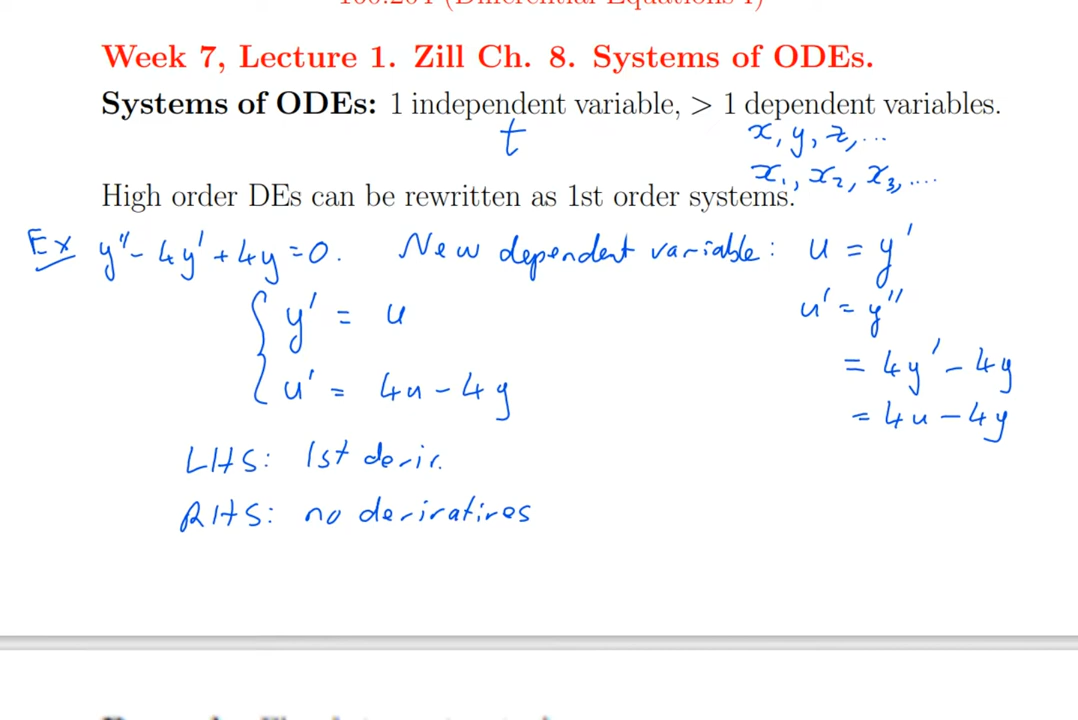 Week 7, Lecture 1. Zill Ch. 8. Systems of ODEs.
Systems of ODEs: 1 independent variable, > 1 dependent variables.
t x, y, z, ...
x₁, x₂, x₃, ....
High order DEs can be rewritten as 1st order systems.
Ex y'' - 4y' + 4y = 0. New dependent variable: u = y'
y' = u u' = y''
= 4y' - 4y
u' = 4u - 4y = 4u - 4y
LHS: 1st deriv.
RHS: no derivatives